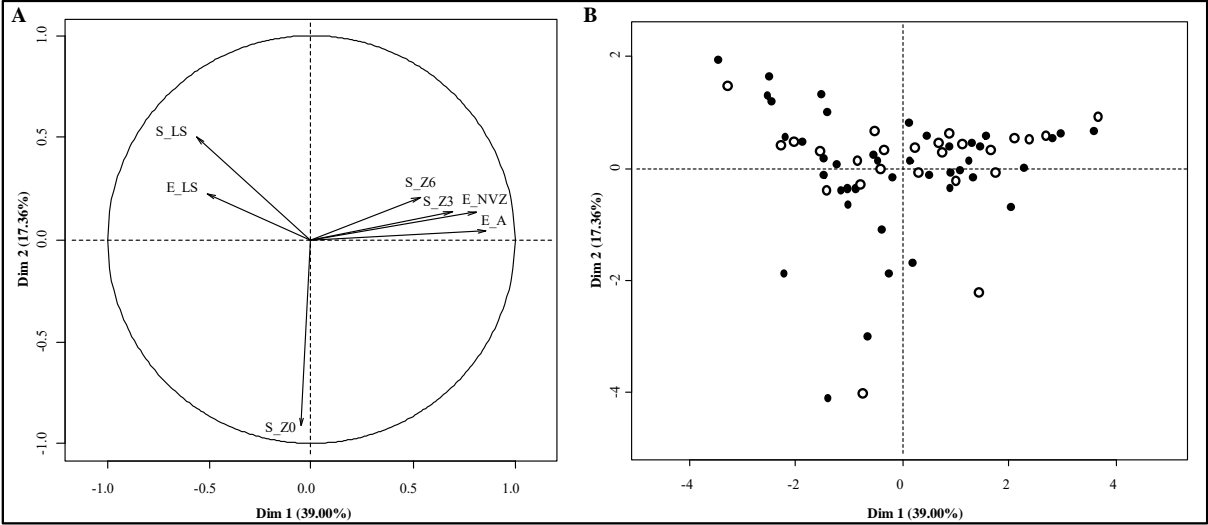 A
1.0
0.5
0.0
-0.5
-1.0
Dim 2 (17.36%)
S_LS
E_LS
S_Z6
S_Z3
E_NVZ
E_A
S_Z0
-1.0 -0.5 0.0 0.5 1.0
Dim 1 (39.00%)
B
2
0
-2
-4
Dim 2 (17.36%)
-4 -2 0 2 4
Dim 1 (39.00%)